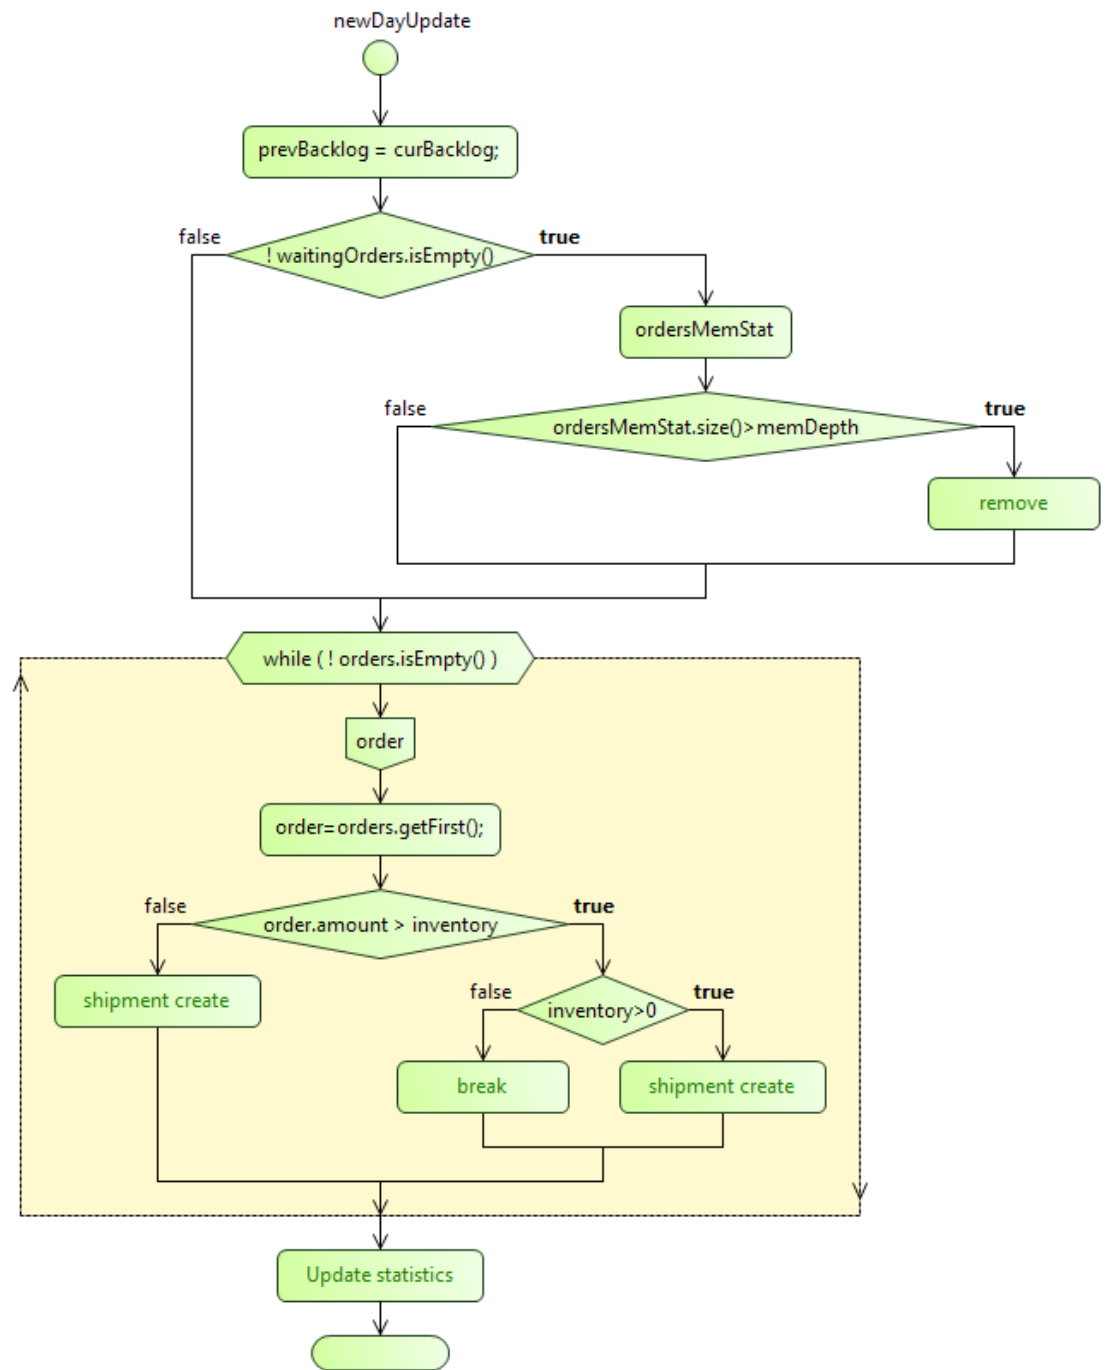 newDayUpdate
prevBacklog = curBacklog;
false
true
! waitingOrders.isEmpty()
ordersMemStat
false
true
ordersMemStat.size()>memDepth
remove
while ( ! orders.isEmpty() )
order
order=orders.getFirst();
false
true
order.amount > inventory
shipment create
false
true
inventory>0
break
shipment create
Update statistics